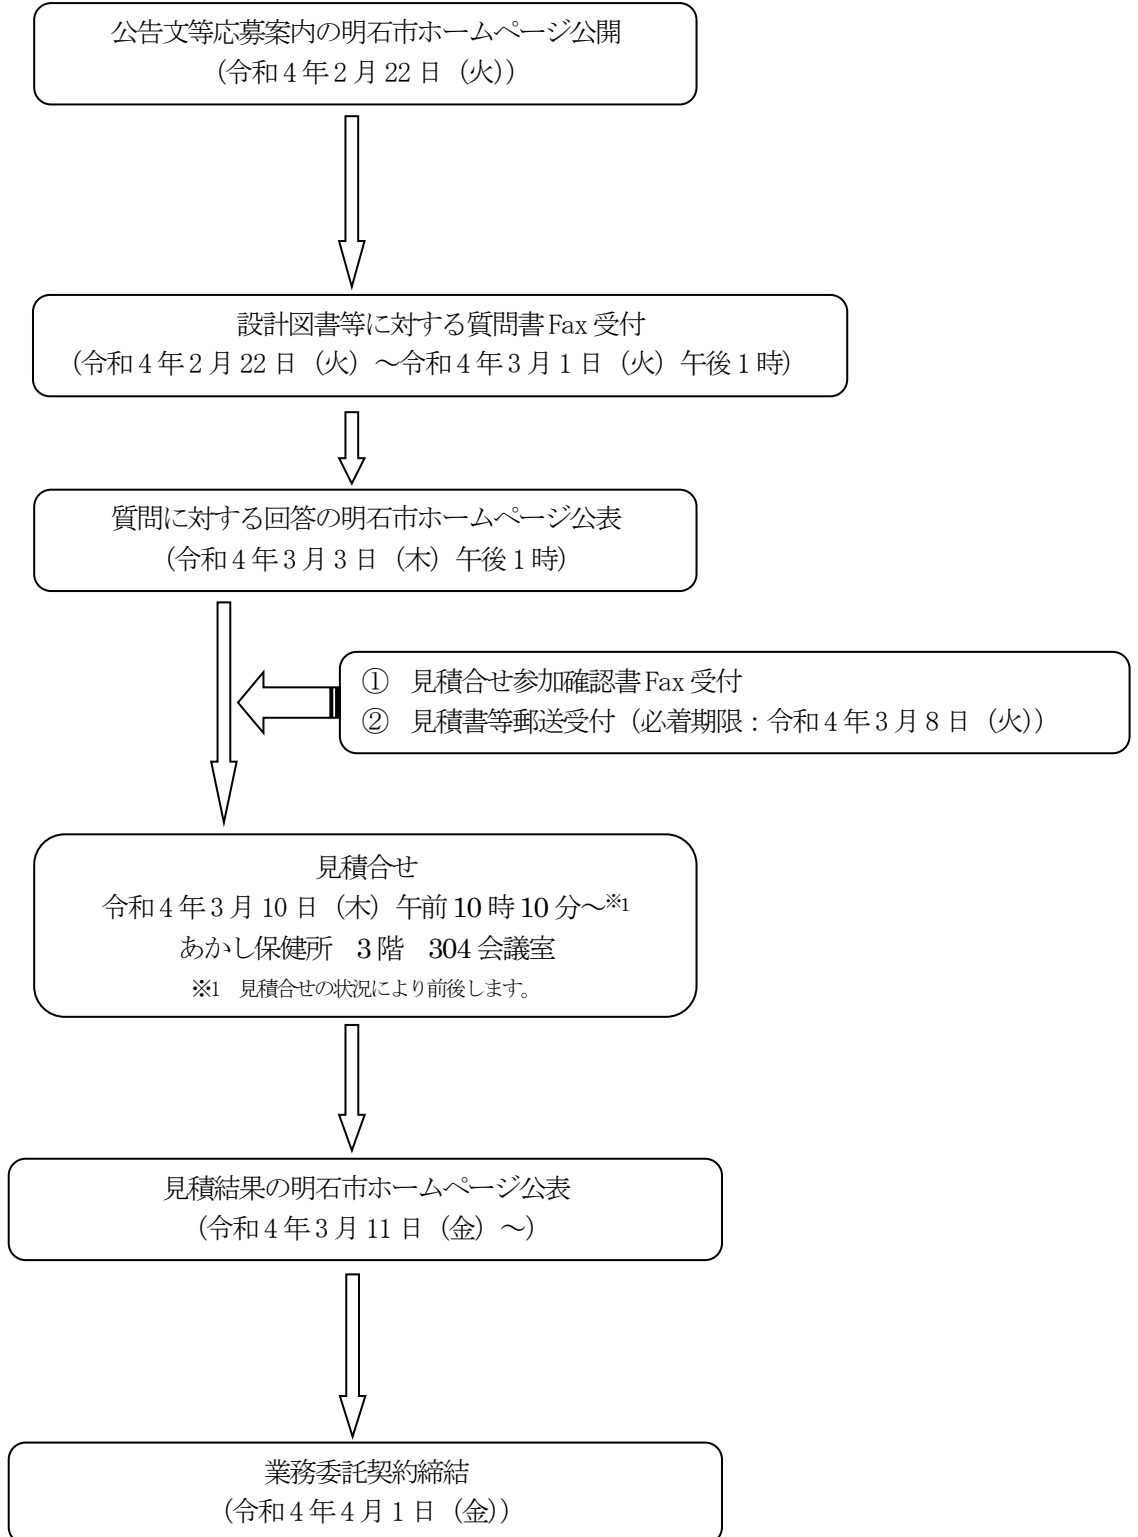 公告文等応募案内の明石市ホームページ公開
（令和4年2月22日（火））
設計図書等に対する質問書Fax受付
（令和4年2月22日（火）～令和4年3月1日（火）午後1時）
質問に対する回答の明石市ホームページ公表
（令和4年3月3日（木）午後1時）
① 見積合せ参加確認書Fax受付
② 見積書等郵送受付（必着期限：令和4年3月8日（火））
見積合せ
令和4年3月10日（木）午前10時10分～※1
あかし保健所　3階　304会議室
※1　見積合せの状況により前後します。
見積結果の明石市ホームページ公表
（令和4年3月11日（金）～）
業務委託契約締結
（令和4年4月1日（金））